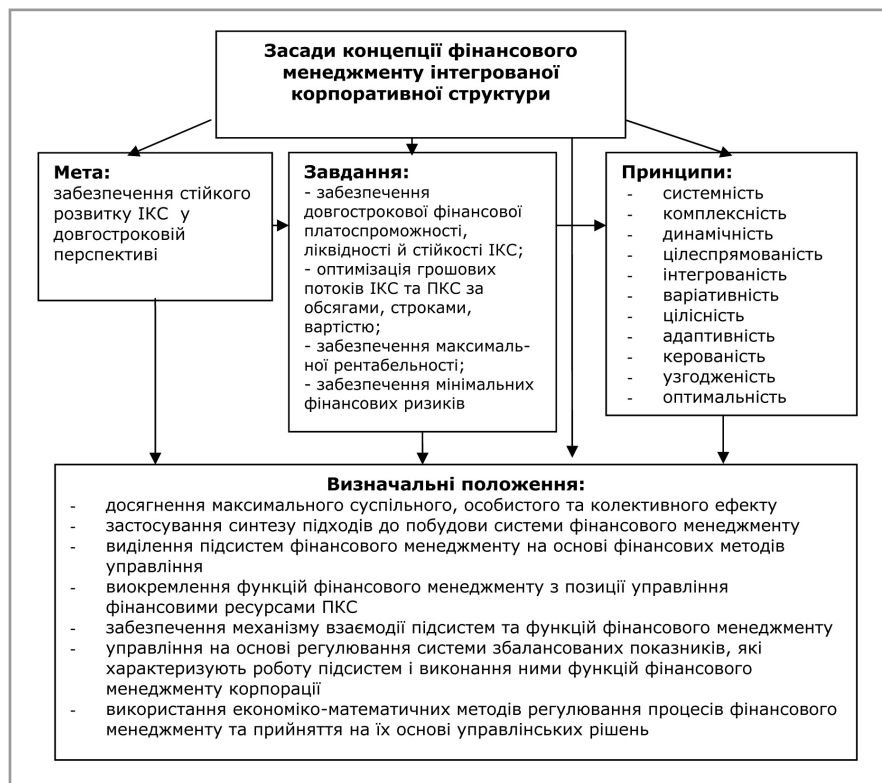 Засади концепції фінансового
менеджменту інтегрованої
корпоративної структури
Мета:
забезпечення стійкого
розвитку ІКС у
довгостроковій
перспективі
Завдання:
- забезпечення
довгострокової фінансової
платоспроможності,
ліквідності й стійкості ІКС;
- оптимізація грошових
потоків ІКС та ПКС за
обсягами, строками,
вартістю;
- забезпечення максималь-
ної рентабельності;
- забезпечення мінімальних
фінансових ризиків
Принципи:
- системність
- комплексність
- динамічність
- цілеспрямованість
- інтегрованість
- варіативність
- цілісність
- адаптивність
- керованість
- узгодженість
- оптимальність
Визначальні положення:
- досягнення максимального суспільного, особистого та колективного ефекту
- застосування синтезу підходів до побудови системи фінансового менеджменту
- виділення підсистем фінансового менеджменту на основі фінансових методів
управління
- виокремлення функцій фінансового менеджменту з позиції управління
фінансовими ресурсами ПКС
- забезпечення механізму взаємодії підсистем та функцій фінансового менеджменту
- управління на основі регулювання системи збалансованих показників, які
характеризують роботу підсистем і виконання ними функцій фінансового
менеджменту корпорації
- використання економіко-математичних методів регулювання процесів фінансового
менеджменту та прийняття на їх основі управлінських рішень